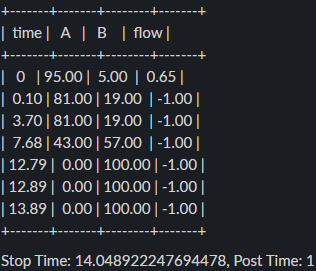 +-------+-------+-------+-------+
| time | A | B | flow |
+-------+-------+-------+-------+
| 0 | 95.00 | 5.00 | 0.65 |
| 0.10 | 81.00 | 19.00 | -1.00 |
| 3.70 | 81.00 | 19.00 | -1.00 |
| 7.68 | 43.00 | 57.00 | -1.00 |
| 12.79 | 0.00 | 100.00 | -1.00 |
| 12.89 | 0.00 | 100.00 | -1.00 |
| 13.89 | 0.00 | 100.00 | -1.00 |
+-------+-------+-------+-------+
Stop Time: 14.048922247694478, Post Time: 1